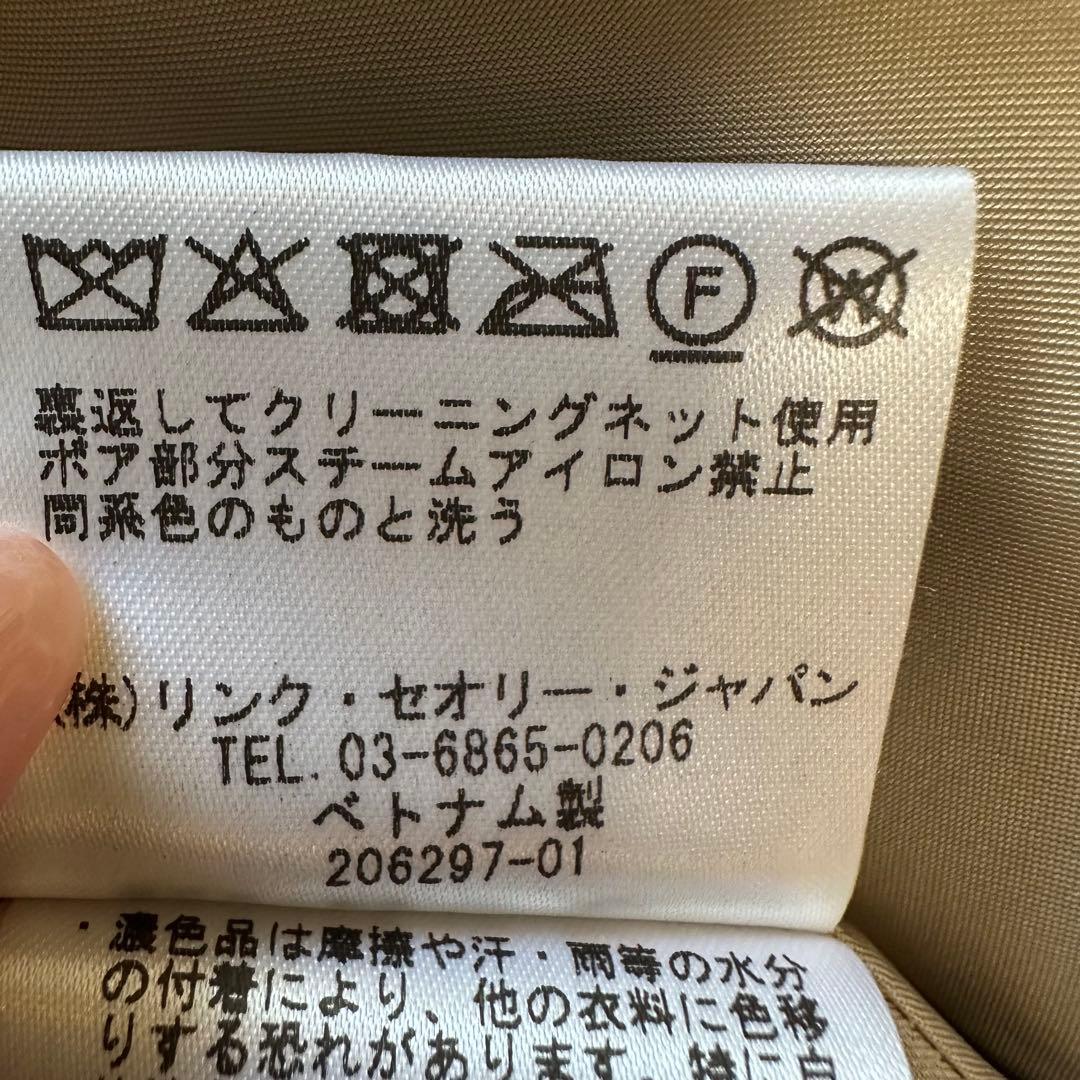 F
W
裏返してクリーニングネット使用
ボア部分スチームアイロン禁止
同系色のものと洗う
(株)リンク・セオリー・ジャパン
TEL. 03-6865-0206
ベトナム製
206297-01
・濃色品は摩擦や汗・雨等の水分
の付着により、他の衣料に色移
りする恐れがあります。特に白